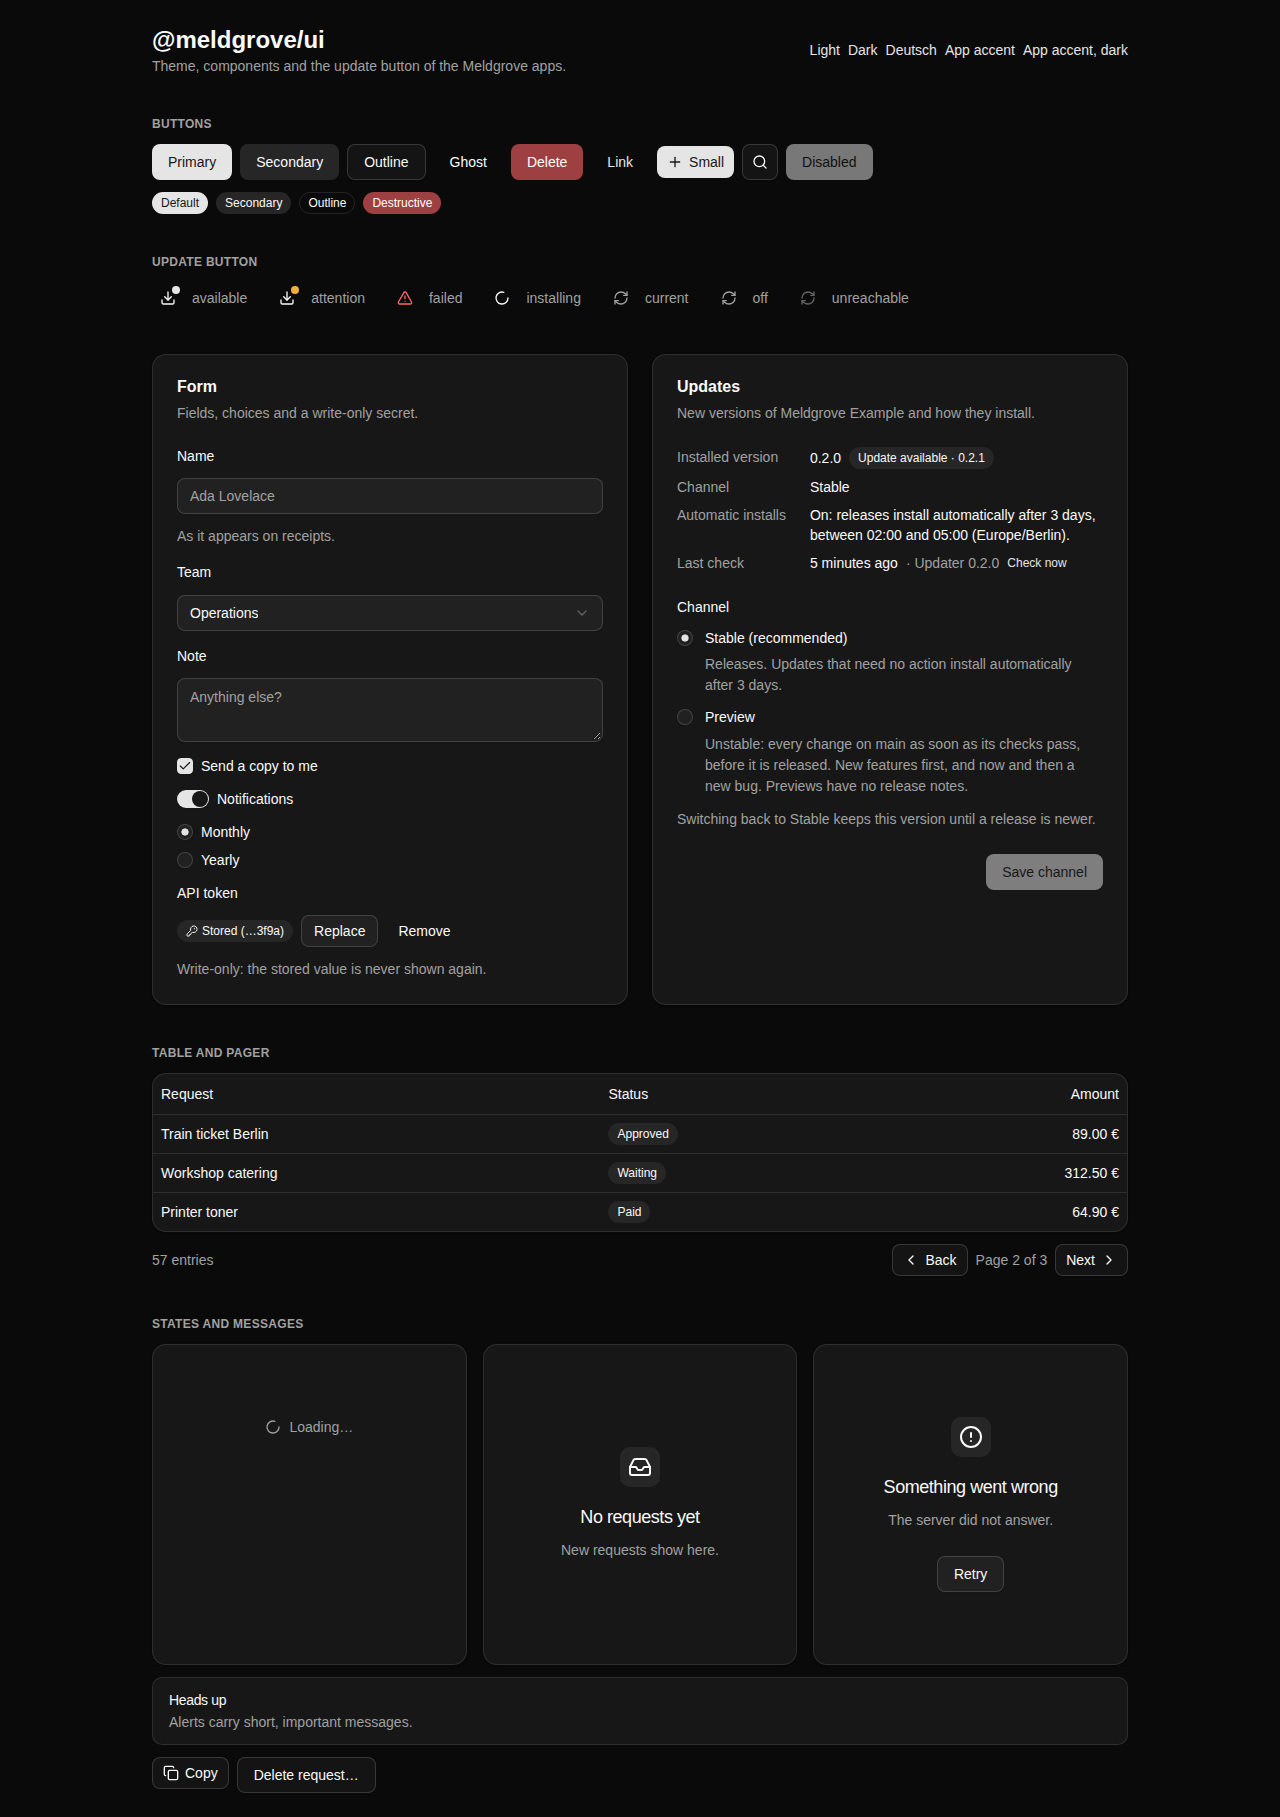 @meldgrove/ui
Theme, components and the update button of the Meldgrove apps.
Light Dark Deutsch App accent App accent, dark
BUTTONS
Primary Secondary Outline Ghost Delete Link Small Disabled
Default Secondary Outline Destructive
UPDATE BUTTON
available attention failed installing current off unreachable
Form
Fields, choices and a write-only secret.
Name
Ada Lovelace
As it appears on receipts.
Team
Operations
Note
Anything else?
Send a copy to me
Notifications
Monthly
Yearly
API token
Stored (…3f9a) Replace Remove
Write-only: the stored value is never shown again.
Updates
New versions of Meldgrove Example and how they install.
Installed version 0.2.0 Update available · 0.2.1
Channel Stable
Automatic installs On: releases install automatically after 3 days,
between 02:00 and 05:00 (Europe/Berlin).
Last check 5 minutes ago · Updater 0.2.0 Check now
Channel
Stable (recommended)
Releases. Updates that need no action install automatically
after 3 days.
Preview
Unstable: every change on main as soon as its checks pass,
before it is released. New features first, and now and then a
new bug. Previews have no release notes.
Switching back to Stable keeps this version until a release is newer.
Save channel
TABLE AND PAGER
Request Status Amount
Train ticket Berlin Approved 89.00 €
Workshop catering Waiting 312.50 €
Printer toner Paid 64.90 €
57 entries Back Page 2 of 3 Next
STATES AND MESSAGES
Loading…
No requests yet
New requests show here.
Something went wrong
The server did not answer.
Retry
Heads up
Alerts carry short, important messages.
Copy Delete request…